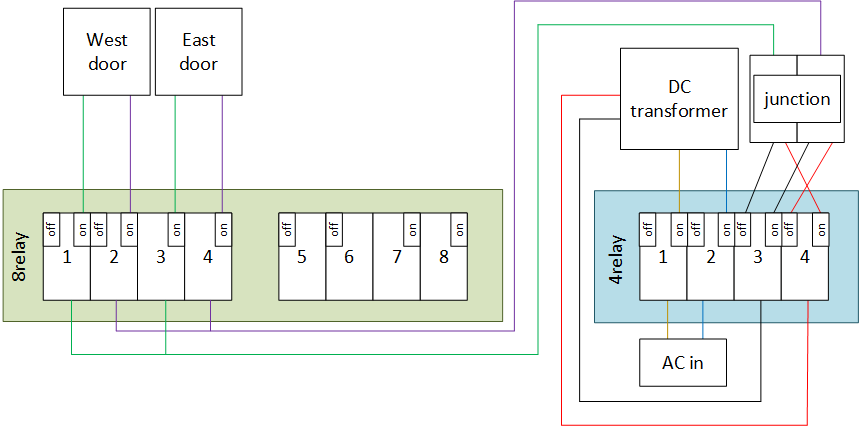 West
door
East
door
DC
transformer
junction
8relay
off
on
off
on
on
on
1
2
3
4
off
off
on
on
5
6
7
8
4relay
off
on
off
on
off
on
off
on
1
2
3
4
AC in